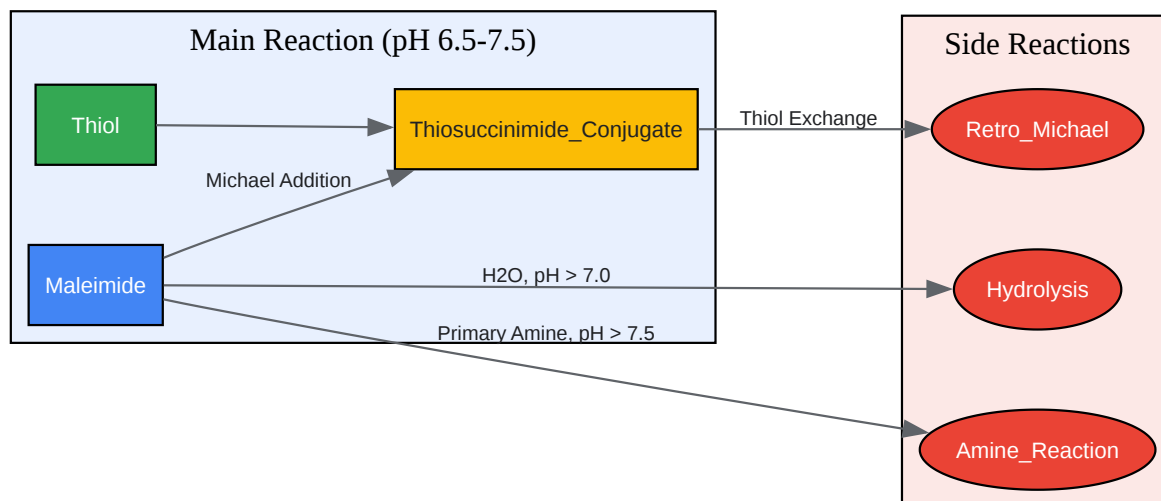 Main Reaction (pH 6.5-7.5)
Side Reactions
Thiol
Thiosuccinimide_Conjugate
Thiol Exchange
Retro_Michael
Michael Addition
Maleimide
H2O, pH > 7.0
Hydrolysis
Primary Amine, pH > 7.5
Amine_Reaction